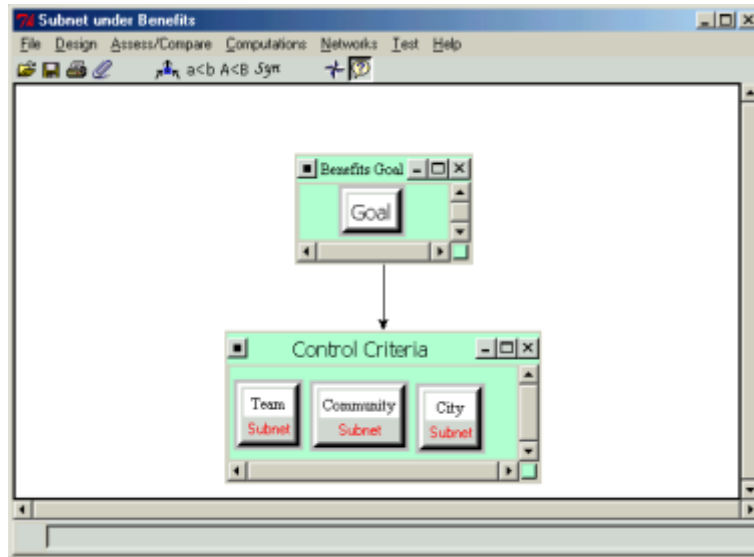 Subnet under Benefits
File Design Assess/Compare Computations Networks Test Help
a<b A<B Syn
Benefits Goal
Goal
Control Criteria
Team Community City
Subnet Subnet Subnet